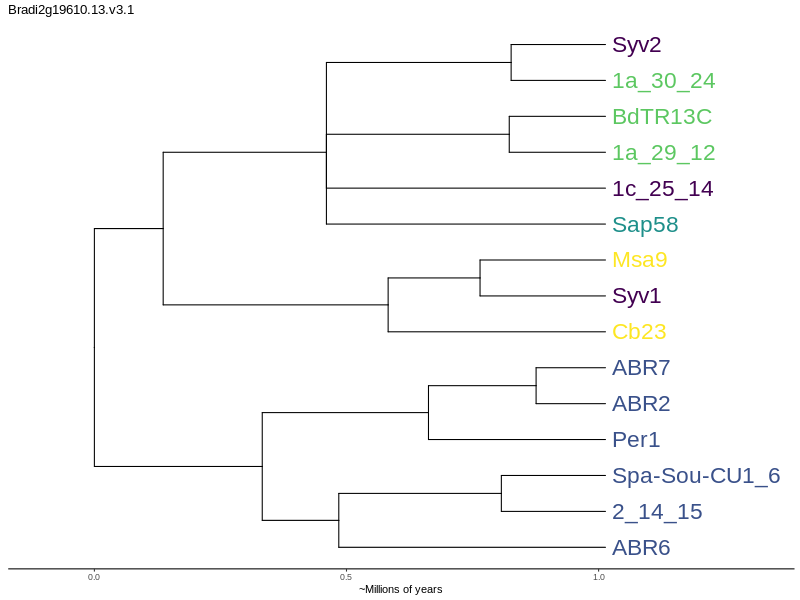 Bradi2g19610.13.v3.1
Syv2
1a_30_24
BdTR13C
1a_29_12
1c_25_14
Sap58
Msa9
Syv1
Cb23
ABR7
ABR2
Per1
Spa-Sou-CU1_6
2_14_15
ABR6
0.0 0.5 1.0
~Millions of years